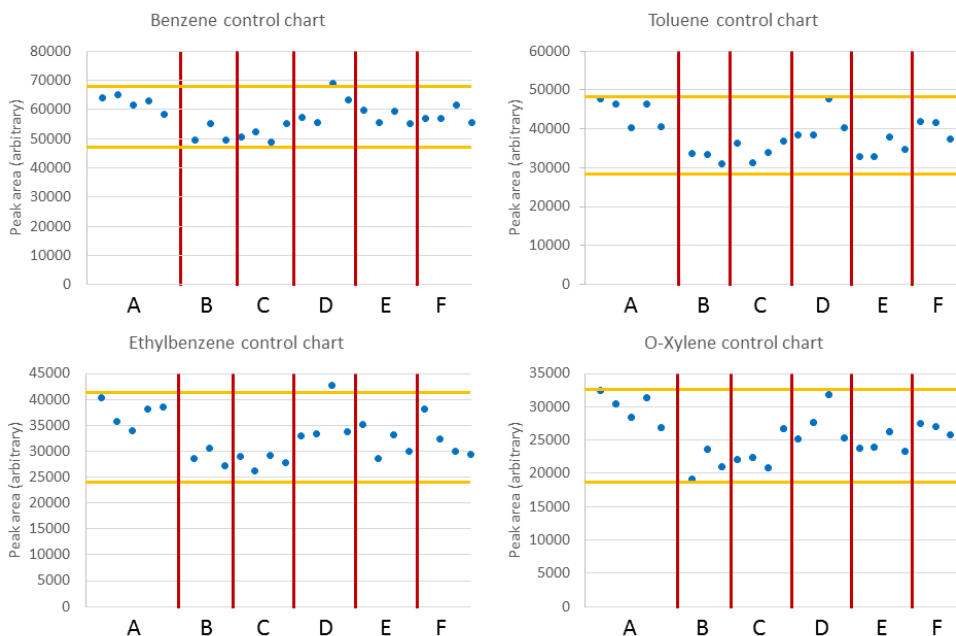 Benzene control chart
Peak area (arbitrary)
80000
70000
60000
50000
40000
30000
20000
10000
0
A B C D E F
Toluene control chart
Peak area (arbitrary)
60000
50000
40000
30000
20000
10000
0
A B C D E F
Ethylbenzene control chart
Peak area (arbitrary)
45000
40000
35000
30000
25000
20000
15000
10000
5000
0
A B C D E F
O-Xylene control chart
Peak area (arbitrary)
35000
30000
25000
20000
15000
10000
5000
0
A B C D E F